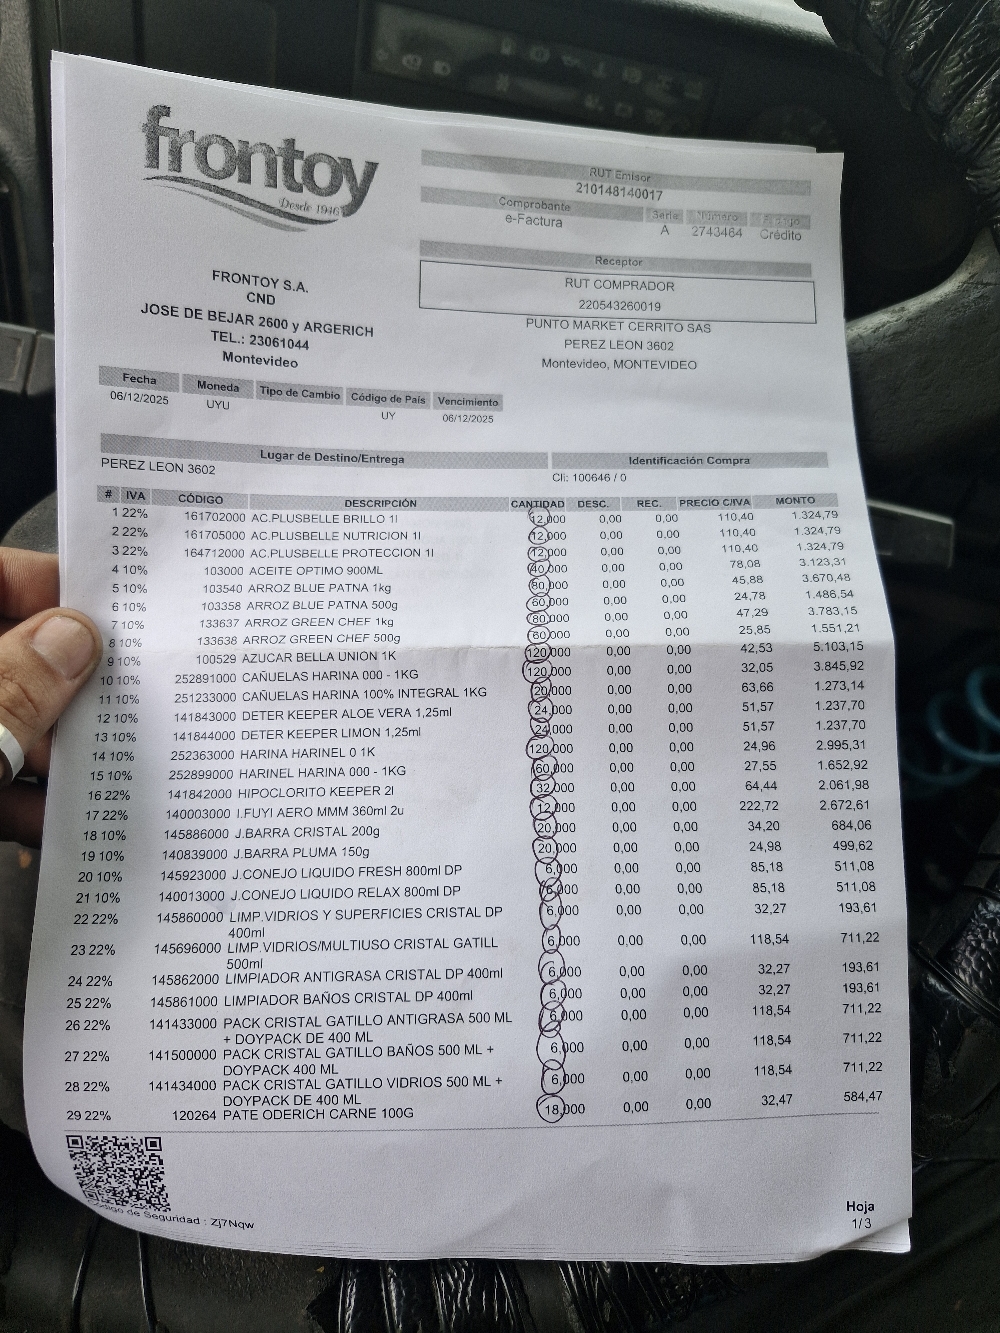 frontoy
Desde 1946
RUT Emisor
210148140017
Comprobante Serie Número F. pago
e-Factura A 2743464 Crédito
Receptor
RUT COMPRADOR
220543260019
PUNTO MARKET CERRITO SAS
PEREZ LEON 3602
Montevideo, MONTEVIDEO
FRONTOY S.A.
CND
JOSE DE BEJAR 2600 y ARGERICH
TEL.: 23061044
Montevideo
Fecha Moneda Tipo de Cambio Código de País Vencimiento
06/12/2025 UYU UY 06/12/2025
Lugar de Destino/Entrega Identificación Compra
PEREZ LEON 3602 Cli: 100646 / 0
# IVA CÓDIGO DESCRIPCIÓN CANTIDAD DESC. REC. PRECIO C/IVA MONTO
1 22% 161702000 AC.PLUSBELLE BRILLO 1l 12,000 0,00 0,00 110,40 1.324,79
2 22% 161705000 AC.PLUSBELLE NUTRICION 1l 12,000 0,00 0,00 110,40 1.324,79
3 22% 164712000 AC.PLUSBELLE PROTECCION 1l 12,000 0,00 0,00 110,40 1.324,79
4 10% 103000 ACEITE OPTIMO 900ML 40,000 0,00 0,00 78,08 3.123,31
5 10% 103540 ARROZ BLUE PATNA 1kg 80,000 0,00 0,00 45,88 3.670,48
6 10% 103358 ARROZ BLUE PATNA 500g 60,000 0,00 0,00 24,78 1.486,54
7 10% 133637 ARROZ GREEN CHEF 1kg 80,000 0,00 0,00 47,29 3.783,15
8 10% 133638 ARROZ GREEN CHEF 500g 60,000 0,00 0,00 25,85 1.551,21
9 10% 100529 AZUCAR BELLA UNION 1K 120,000 0,00 0,00 42,53 5.103,15
10 10% 252891000 CAÑUELAS HARINA 000 - 1KG 120,000 0,00 0,00 32,05 3.845,92
11 10% 251233000 CAÑUELAS HARINA 100% INTEGRAL 1KG 20,000 0,00 0,00 63,66 1.273,14
12 10% 141843000 DETER KEEPER ALOE VERA 1,25ml 24,000 0,00 0,00 51,57 1.237,70
13 10% 141844000 DETER KEEPER LIMON 1,25ml 24,000 0,00 0,00 51,57 1.237,70
14 10% 252363000 HARINA HARINEL 0 1K 120,000 0,00 0,00 24,96 2.995,31
15 10% 252899000 HARINEL HARINA 000 - 1KG 60,000 0,00 0,00 27,55 1.652,92
16 22% 141842000 HIPOCLORITO KEEPER 2l 32,000 0,00 0,00 64,44 2.061,98
17 22% 140003000 I.FUYI AERO MMM 360ml 2u 12,000 0,00 0,00 222,72 2.672,61
18 10% 145886000 J.BARRA CRISTAL 200g 20,000 0,00 0,00 34,20 684,06
19 10% 140839000 J.BARRA PLUMA 150g 20,000 0,00 0,00 24,98 499,62
20 10% 145923000 J.CONEJO LIQUIDO FRESH 800ml DP 6,000 0,00 0,00 85,18 511,08
21 10% 140013000 J.CONEJO LIQUIDO RELAX 800ml DP 6,000 0,00 0,00 85,18 511,08
22 22% 145860000 LIMP.VIDRIOS Y SUPERFICIES CRISTAL DP 6,000 0,00 0,00 32,27 193,61
400ml
23 22% 145696000 LIMP.VIDRIOS/MULTIUSO CRISTAL GATILL 6,000 0,00 0,00 118,54 711,22
500ml
24 22% 145862000 LIMPIADOR ANTIGRASA CRISTAL DP 400ml 6,000 0,00 0,00 32,27 193,61
25 22% 145861000 LIMPIADOR BAÑOS CRISTAL DP 400ml 6,000 0,00 0,00 32,27 193,61
26 22% 141433000 PACK CRISTAL GATILLO ANTIGRASA 500 ML 6,000 0,00 0,00 118,54 711,22
+ DOYPACK DE 400 ML
27 22% 141500000 PACK CRISTAL GATILLO BAÑOS 500 ML + 6,000 0,00 0,00 118,54 711,22
DOYPACK 400 ML
28 22% 141434000 PACK CRISTAL GATILLO VIDRIOS 500 ML + 6,000 0,00 0,00 118,54 711,22
DOYPACK DE 400 ML
29 22% 120264 PATE ODERICH CARNE 100G 18,000 0,00 0,00 32,47 584,47
Código de Seguridad : Zj7Nqw
Hoja
1/3